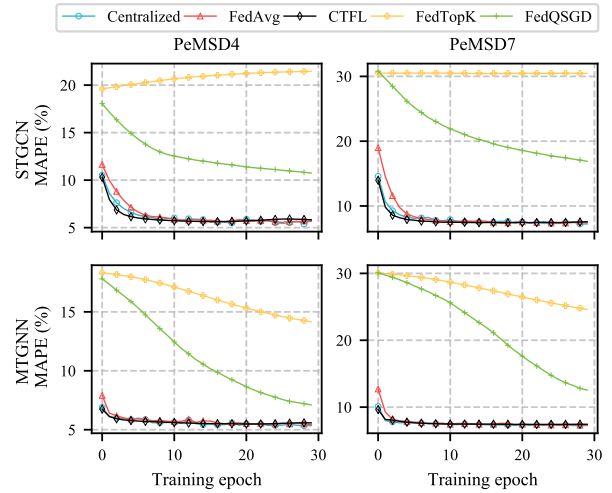 Centralized FedAvg CTFL FedTopK FedQSGD
PeMSD4 PeMSD7
STGCN
MAPE (%)
20
15
10
5
30
20
10
MTGNN
MAPE (%)
15
10
5
30
20
10
0 10 20 30 0 10 20 30
Training epoch Training epoch